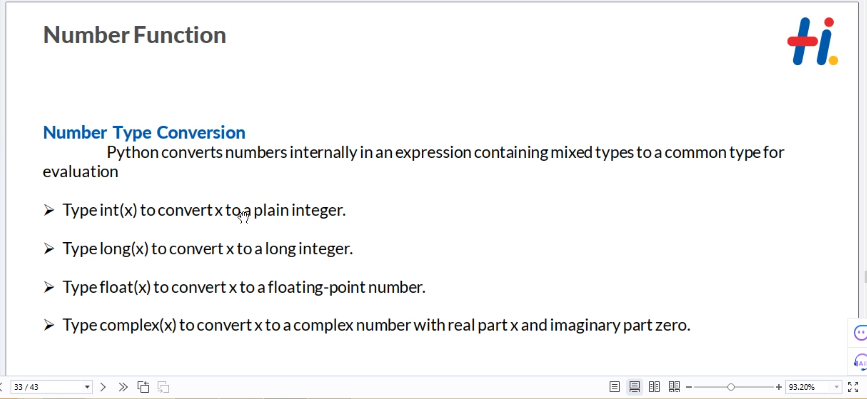 Number Function
Hi
Number Type Conversion
Python converts numbers internally in an expression containing mixed types to a common type for
evaluation
➢ Type int(x) to convert x to a plain integer.
➢ Type long(x) to convert x to a long integer.
➢ Type float(x) to convert x to a floating-point number.
➢ Type complex(x) to convert x to a complex number with real part x and imaginary part zero.
33 / 43
93.20%